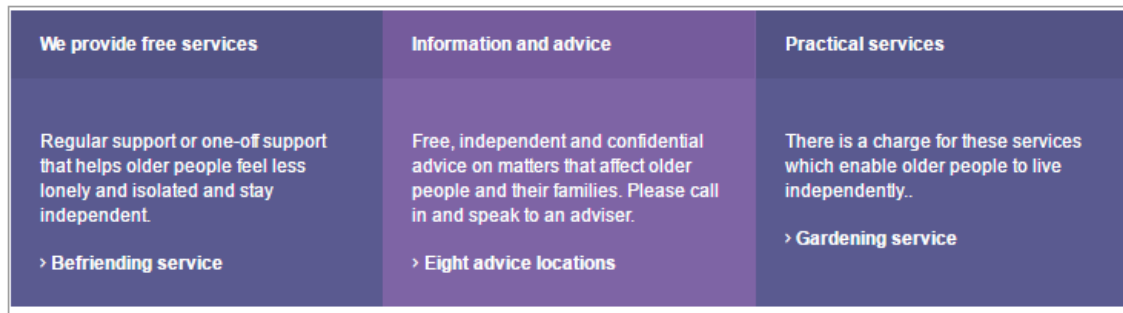 We provide free services
Information and advice
Practical services
Regular support or one-off support
that helps older people feel less
lonely and isolated and stay
independent.
> Befriending service
Free, independent and confidential
advice on matters that affect older
people and their families. Please call
in and speak to an adviser.
> Eight advice locations
There is a charge for these services
which enable older people to live
independently..
> Gardening service